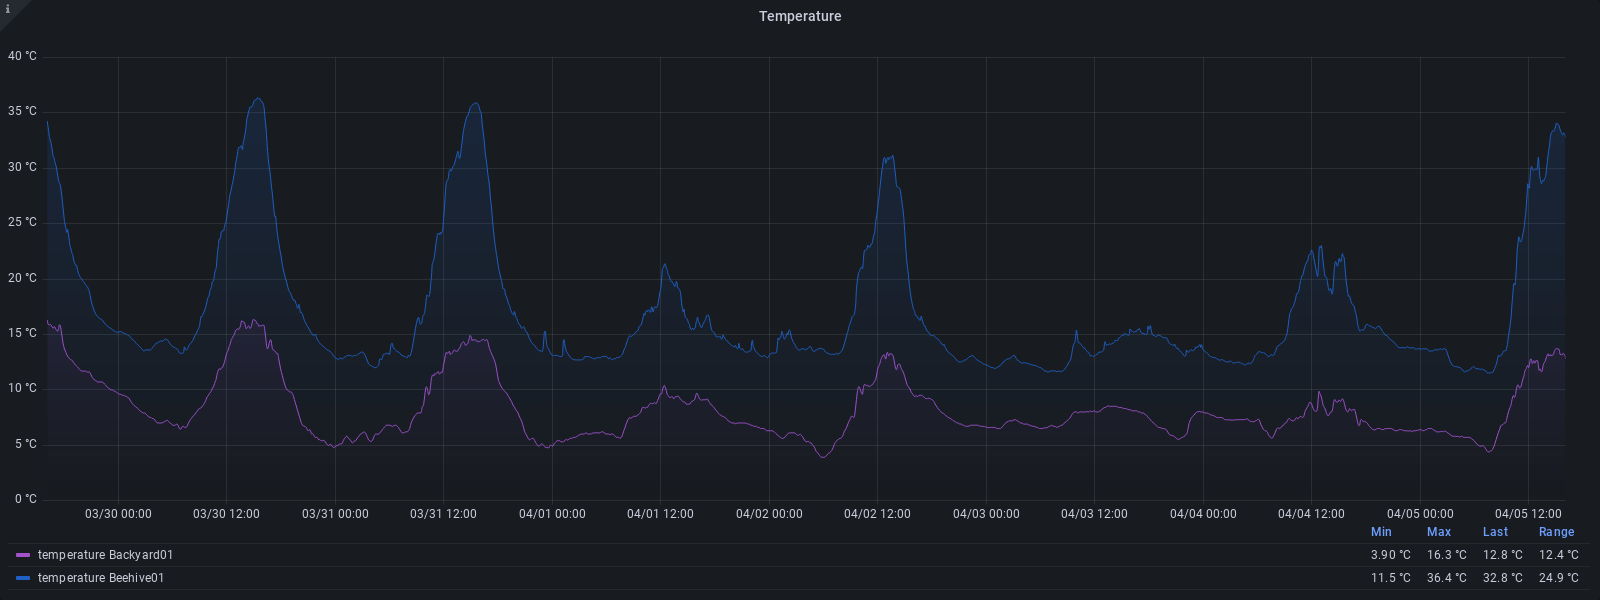 i
Temperature
40 °C
35 °C
30 °C
25 °C
20 °C
15 °C
10 °C
5 °C
0 °C
03/30 00:00 03/30 12:00 03/31 00:00 03/31 12:00 04/01 00:00 04/01 12:00 04/02 00:00 04/02 12:00 04/03 00:00 04/03 12:00 04/04 00:00 04/04 12:00 04/05 00:00 04/05 12:00
Min Max Last Range
temperature Backyard01 3.90 °C 16.3 °C 12.8 °C 12.4 °C
temperature Beehive01 11.5 °C 36.4 °C 32.8 °C 24.9 °C